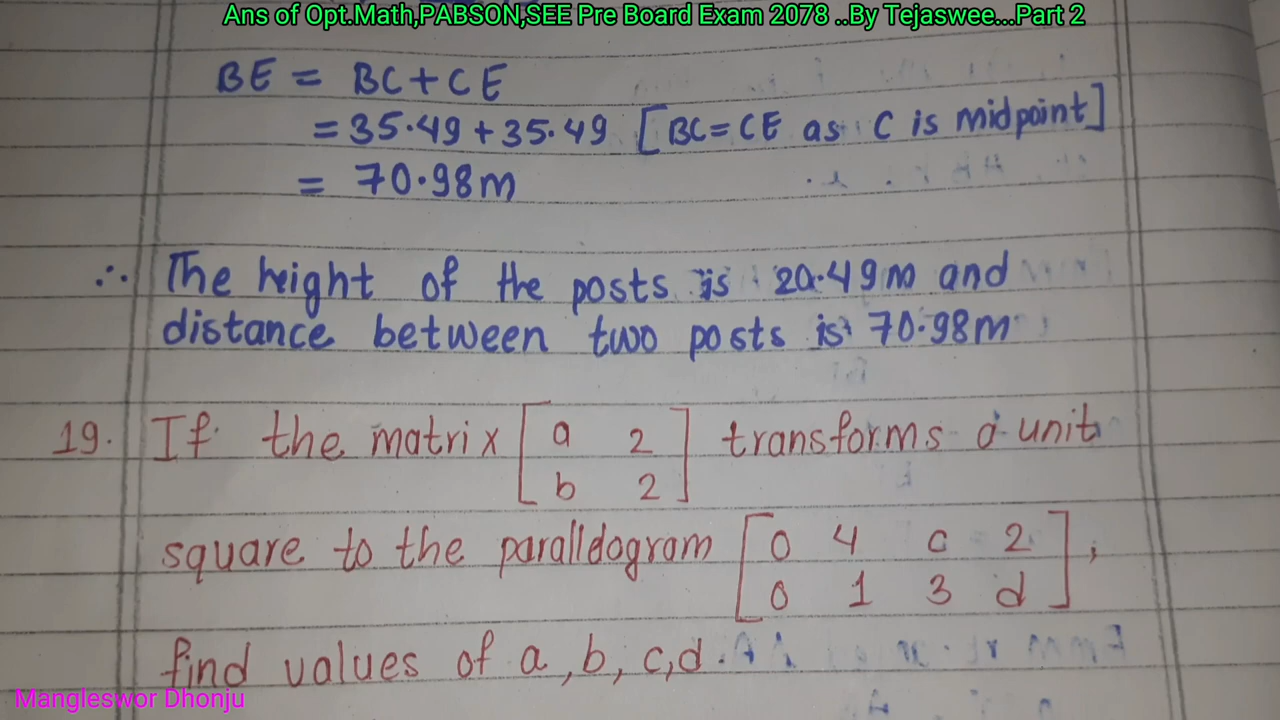 Ans of Opt.Math,PABSON,SEE Pre Board Exam 2078 ..By Tejaswee...Part 2
BE = BC+CE
= 35.49+35.49 [BC=CE as C is midpoint]
= 70.98m
∴ The height of the posts is 20.49m and
distance between two posts is 70.98m
19. If the matrix [a 2
b 2] transforms a unit
square to the paralldogram [0 4 c 2
0 1 3 d],
find values of a,b,c,d.
Mangleswor Dhonju